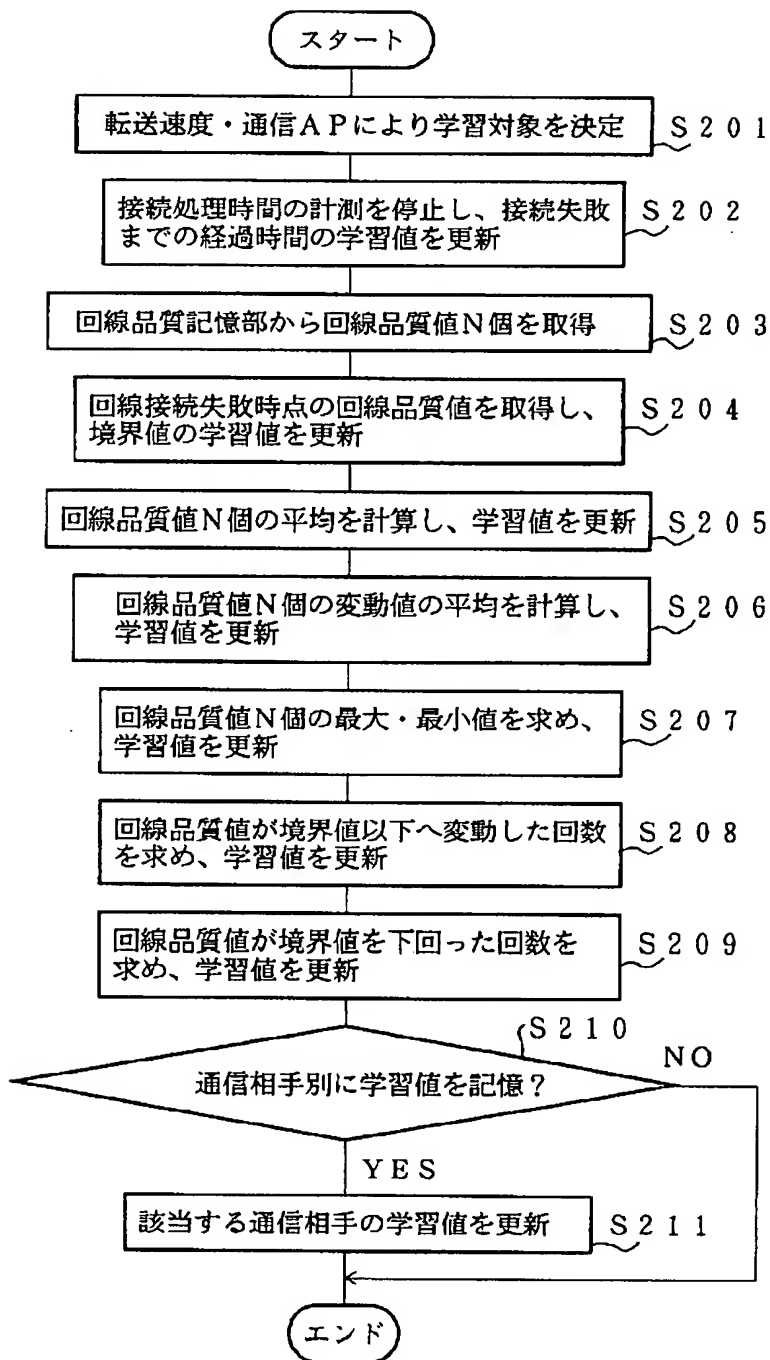 スタート
転送速度・通信ＡＰにより学習対象を決定 Ｓ２０１
接続処理時間の計測を停止し、接続失敗 Ｓ２０２
までの経過時間の学習値を更新
回線品質記憶部から回線品質値Ｎ個を取得 Ｓ２０３
回線接続失敗時点の回線品質値を取得し、 Ｓ２０４
境界値の学習値を更新
回線品質値Ｎ個の平均を計算し、学習値を更新 Ｓ２０５
回線品質値Ｎ個の変動値の平均を計算し、 Ｓ２０６
学習値を更新
回線品質値Ｎ個の最大・最小値を求め、 Ｓ２０７
学習値を更新
回線品質値が境界値以下へ変動した回数 Ｓ２０８
を求め、学習値を更新
回線品質値が境界値を下回った回数を Ｓ２０９
求め、学習値を更新
Ｓ２１０
ＮＯ
通信相手別に学習値を記憶？
ＹＥＳ
該当する通信相手の学習値を更新 Ｓ２１１
エンド